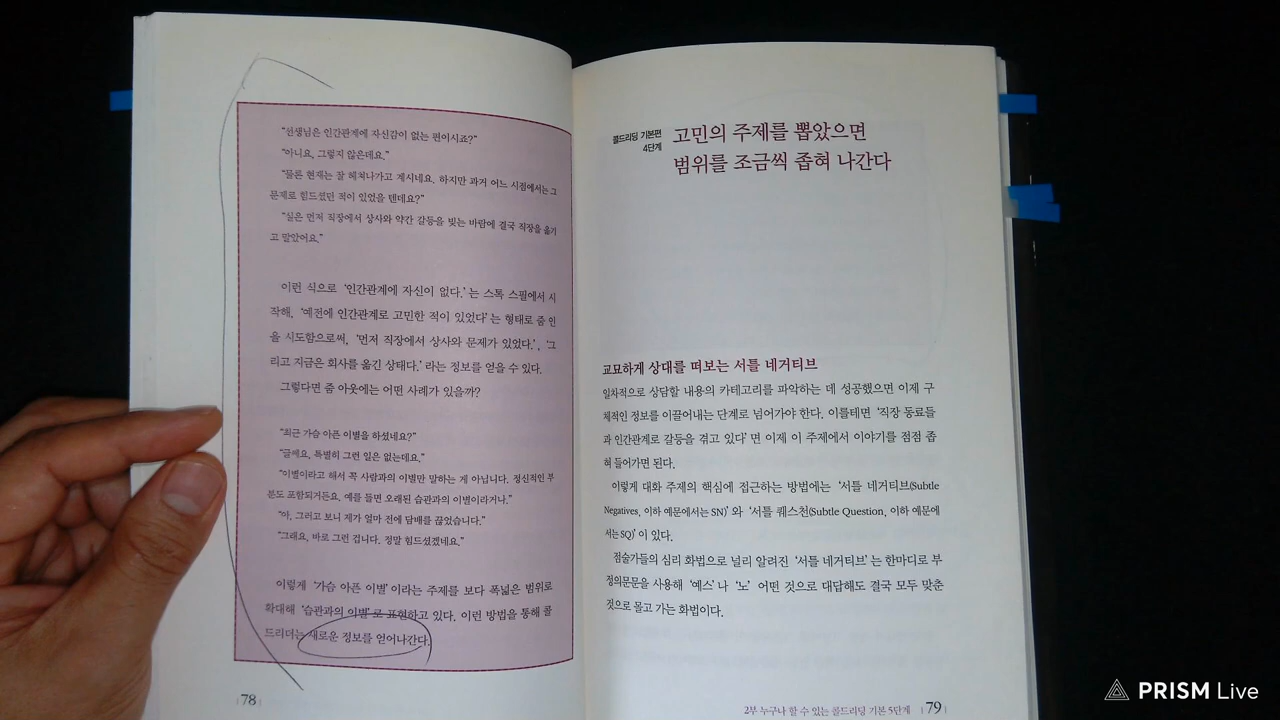 “선생님은 인간관계에 자신감이 없는 편이시죠?”
“아니요, 그렇지 않은데요.”
“물론 현재는 잘 헤쳐나가고 계시네요. 하지만 과거 어느 시점에서는 그
문제로 힘드셨던 적이 있었을 텐데요?”
“실은 먼저 직장에서 상사와 약간 갈등을 빚는 바람에 결국 직장을 옮기
고 말았어요.”
이런 식으로 ‘인간관계에 자신이 없다.’는 스톡 스필에서 시
작해, ‘예전에 인간관계로 고민한 적이 있었다’는 형태로 줌 인
을 시도함으로써, ‘먼저 직장에서 상사와 문제가 있었다.’, ‘그
리고 지금은 회사를 옮긴 상태다.’라는 정보를 얻을 수 있다.
그렇다면 줌 아웃에는 어떤 사례가 있을까?
“최근 가슴 아픈 이별을 하셨네요?”
“글쎄요, 특별히 그런 일은 없는데요.”
“이별이라고 해서 꼭 사람과의 이별만 말하는 게 아닙니다. 정신적인 부
분도 포함되거든요. 예를 들면 오래된 습관과의 이별이라거나.”
“아, 그러고 보니 제가 얼마 전에 담배를 끊었습니다.”
“그래요, 바로 그런 겁니다. 정말 힘드셨겠네요.”
이렇게 ‘가슴 아픈 이별’이라는 주제를 보다 폭넓은 범위로
확대해 ‘습관과의 이별’로 표현하고 있다. 이런 방법을 통해 콜
드리더는 새로운 정보를 얻어나간다.
78
콜드리딩 기본편
4단계
고민의 주제를 뽑았으면
범위를 조금씩 좁혀 나간다
교묘하게 상대를 떠보는 서틀 네거티브
일차적으로 상담할 내용의 카테고리를 파악하는 데 성공했으면 이제 구
체적인 정보를 이끌어내는 단계로 넘어가야 한다. 이를테면 ‘직장 동료들
과 인간관계로 갈등을 겪고 있다’면 이제 이 주제에서 이야기를 점점 좁
혀 들어가면 된다.
이렇게 대화 주제의 핵심에 접근하는 방법에는 ‘서틀 네거티브(Subtle
Negatives, 이하 예문에서는 SN)’와 ‘서틀 퀘스천(Subtle Question, 이하 예문에
서는 SQ)’이 있다.
점술가들의 심리 화법으로 널리 알려진 ‘서틀 네거티브’는 한마디로 부
정의문문을 사용해 ‘예스’나 ‘노’ 어떤 것으로 대답해도 결국 모두 맞춘
것으로 몰고 가는 화법이다.
2부 누구나 할 수 있는 콜드리딩 기본 5단계
79
PRISM Live